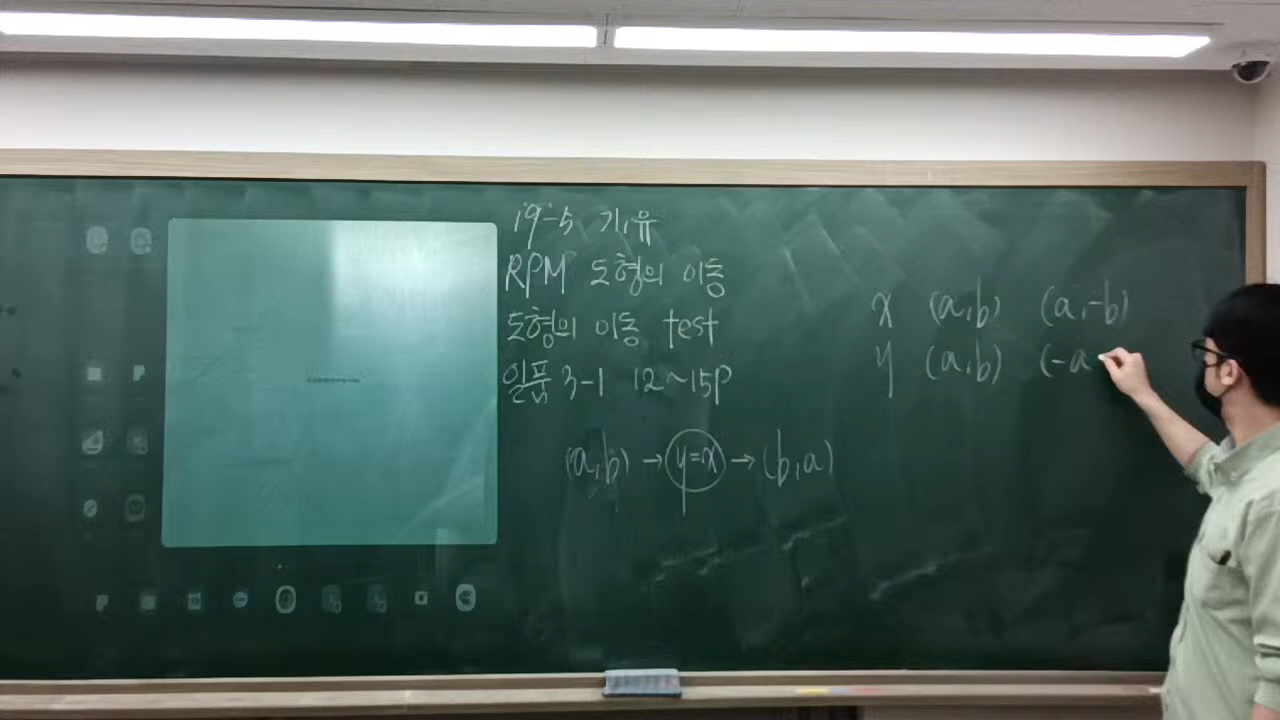 19-5 기,유
RPM 도형의 이동
도형의 이동 test
일품 3-1 12~15p
(a,b) → y=x → (b,a)
x (a,b) (a,-b)
y (a,b) (-a